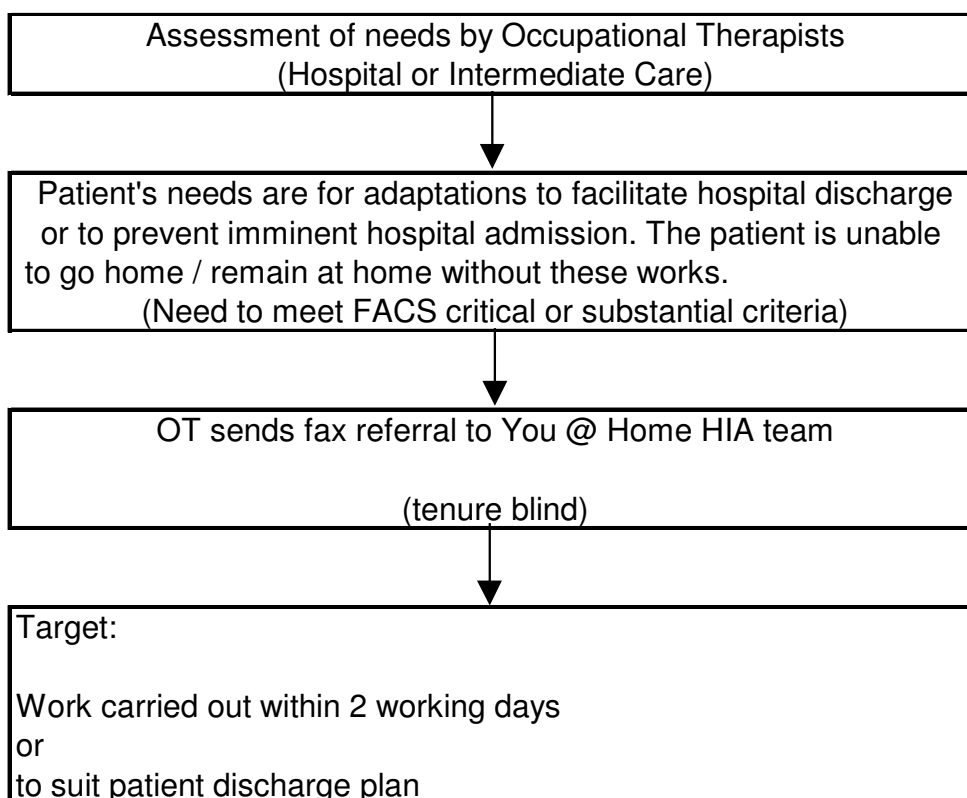 Assessment of needs by Occupational Therapists
(Hospital or Intermediate Care)
Patient's needs are for adaptations to facilitate hospital discharge
or to prevent imminent hospital admission. The patient is unable
to go home / remain at home without these works.
(Need to meet FACS critical or substantial criteria)
OT sends fax referral to You @ Home HIA team
(tenure blind)
Target:
Work carried out within 2 working days
or
to suit patient discharge plan